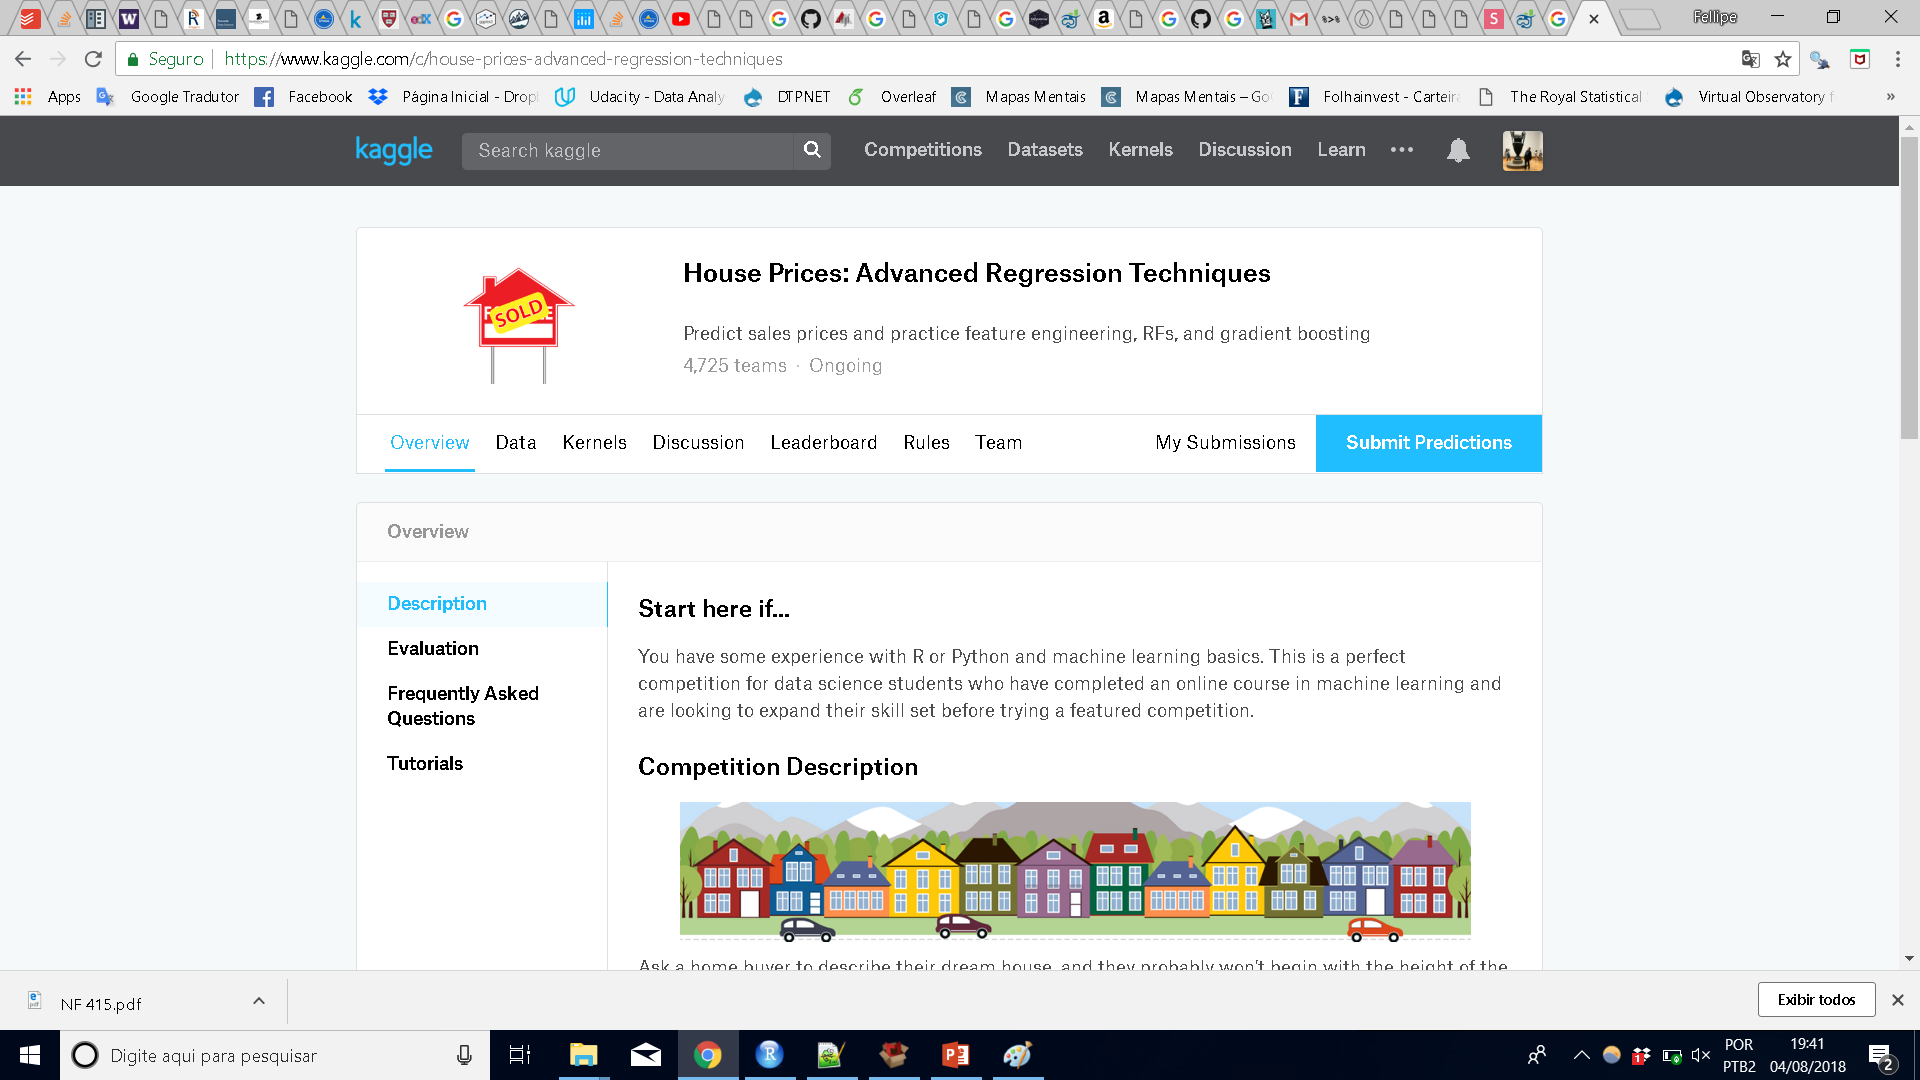 Fellipe
Seguro
https://www.kaggle.com/c/house-prices-advanced-regression-techniques
Apps
Google Tradutor
Facebook
Página Inicial - Drop
Udacity - Data Analy
DTPNET
Overleaf
Mapas Mentais
Mapas Mentais – Go
Folhainvest - Carteira
The Royal Statistical
Virtual Observatory f
»
kaggle
Search kaggle
Competitions
Datasets
Kernels
Discussion
Learn
SOLD
House Prices: Advanced Regression Techniques
Predict sales prices and practice feature engineering, RFs, and gradient boosting
4,725 teams · Ongoing
Overview
Data
Kernels
Discussion
Leaderboard
Rules
Team
My Submissions
Submit Predictions
Overview
Description
Evaluation
Frequently Asked
Questions
Tutorials
Start here if...
You have some experience with R or Python and machine learning basics. This is a perfect
competition for data science students who have completed an online course in machine learning and
are looking to expand their skill set before trying a featured competition.
Competition Description
Ask a home buyer to describe their dream house, and they probably won't begin with the height of the
NF 415.pdf
Exibir todos
Digite aqui para pesquisar
POR
PTB2
19:41
04/08/2018
2